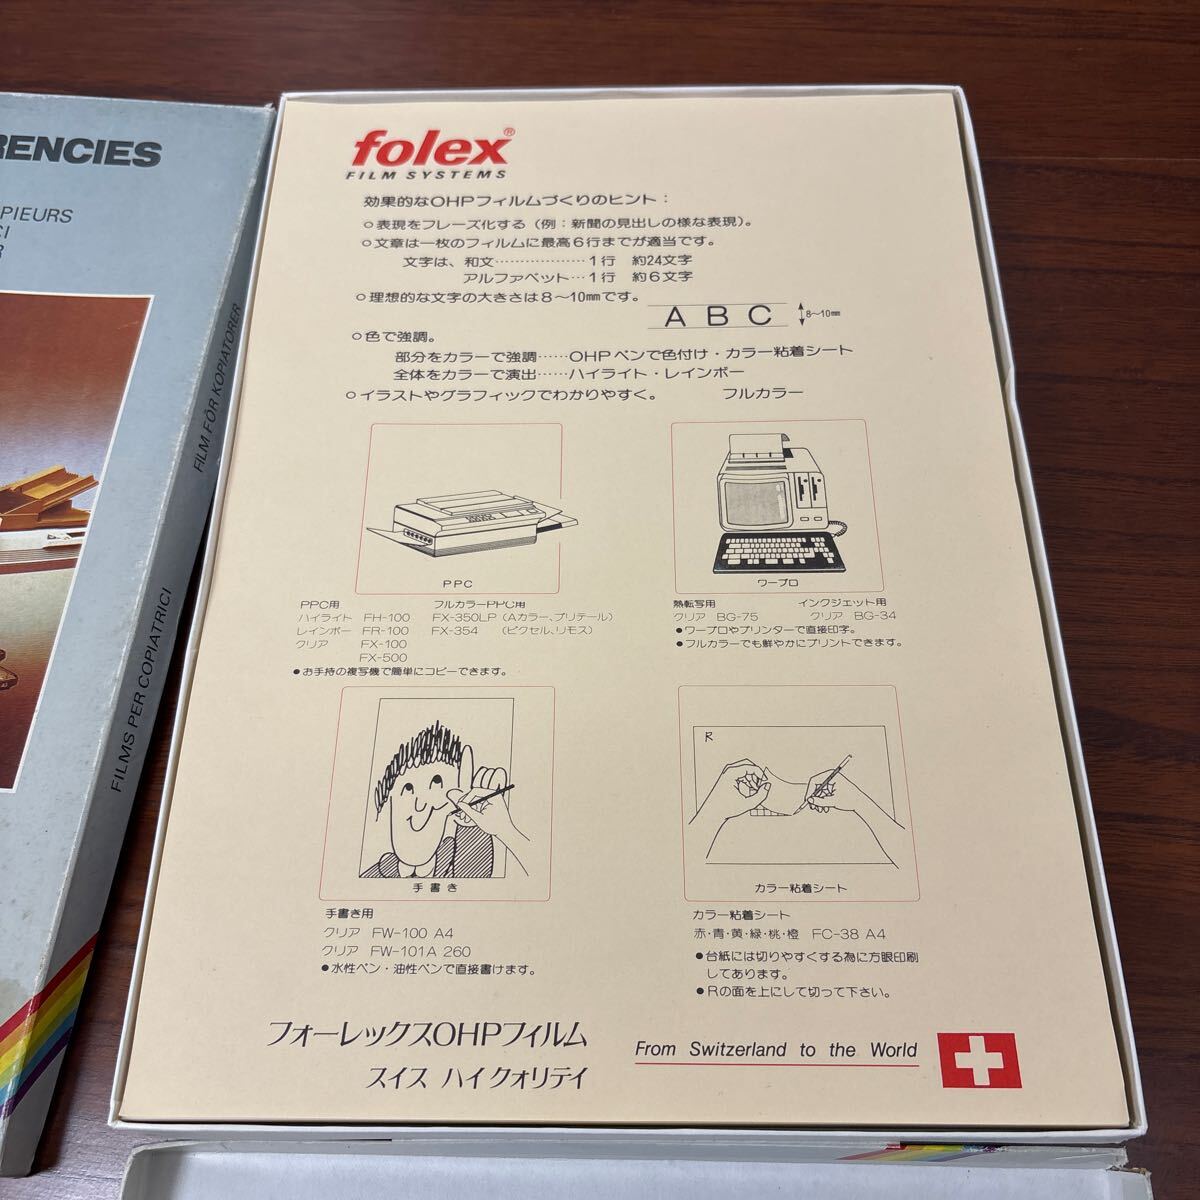 RENCIES
PIEURS
CI
R
FILM FÖR KOPIATORER
FILMS PER COPIATRICI
folex®
FILM SYSTEMS
効果的なOHPフィルムづくりのヒント：
○表現をフレーズ化する（例：新聞の見出しの様な表現）。
○文章は一枚のフィルムに最高6行までが適当です。
文字は、和文………………1行 約24文字
アルファベット…1行 約6文字
○理想的な文字の大きさは8〜10㎜です。
ABC 8〜10㎜
○色で強調。
部分をカラーで強調……OHPペンで色付け・カラー粘着シート
全体をカラーで演出……ハイライト・レインボー
○イラストやグラフィックでわかりやすく。 フルカラー
PPC
PPC用 フルカラーPPC用
ハイライト FH-100 FX-350LP（Aカラー、プリテール）
レインボー FR-100 FX-354 （ピクセル、リモス）
クリア FX-100
FX-500
●お手持の複写機で簡単にコピーできます。
ワープロ
熱転写用 インクジェット用
クリア BG-75 クリア BG-34
●ワープロやプリンターで直接印字。
●フルカラーでも鮮やかにプリントできます。
手書き
手書き用
クリア FW-100 A4
クリア FW-101A 260
●水性ペン・油性ペンで直接書けます。
R
カラー粘着シート
カラー粘着シート
赤・青・黄・緑・桃・橙 FC-38 A4
●台紙には切りやすくする為に方眼印刷
してあります。
●Rの面を上にして切って下さい。
フォーレックスOHPフィルム
スイス ハイクォリテイ
From Switzerland to the World